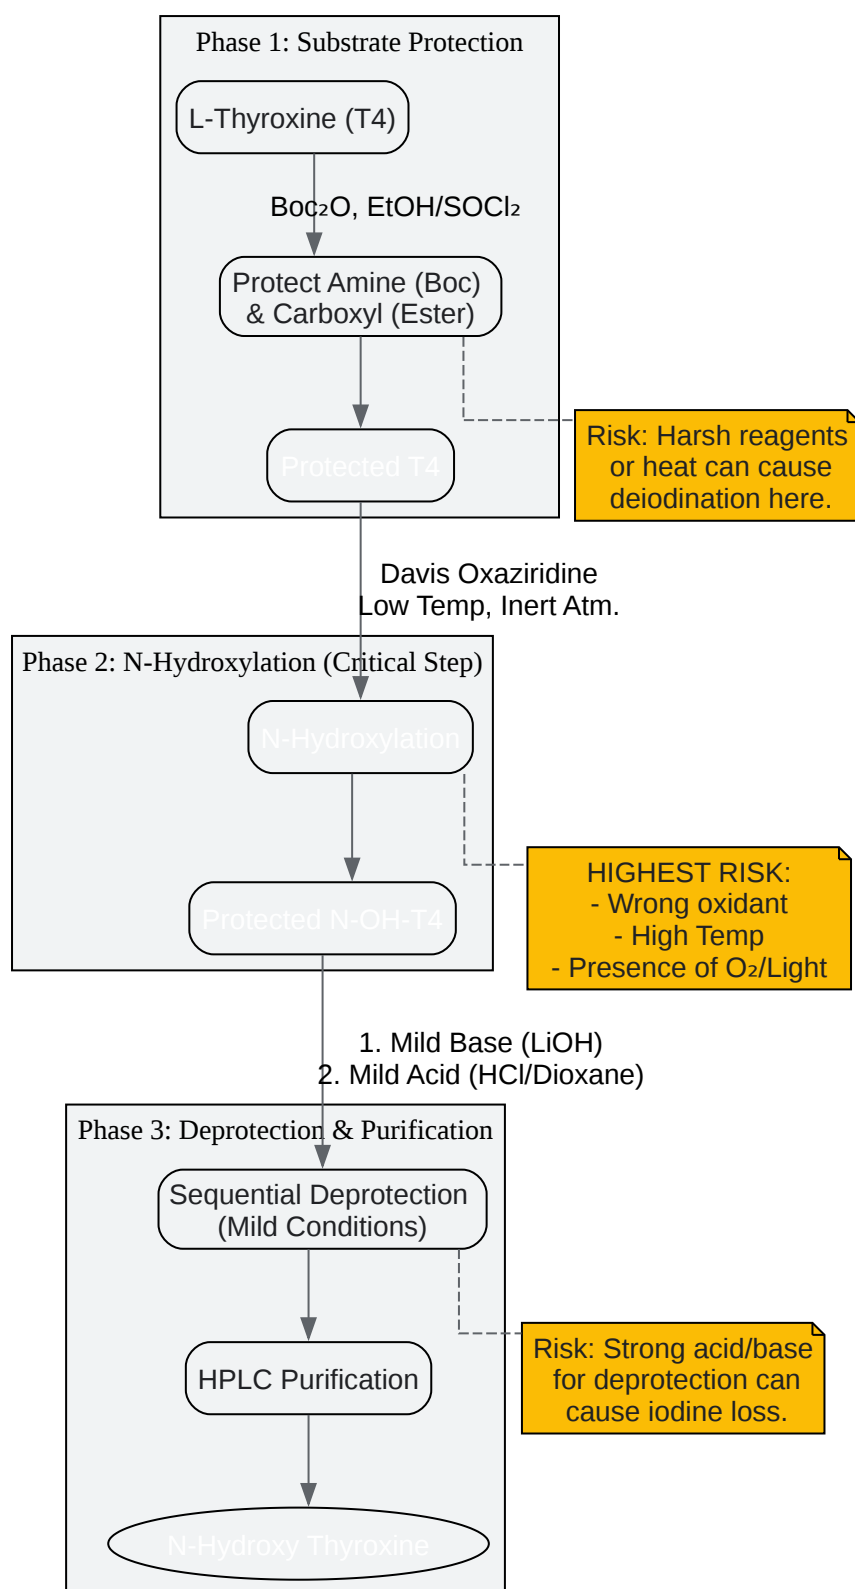 Phase 1: Substrate Protection
L-Thyroxine (T4)
Boc₂O, EtOH/SOCl₂
Protect Amine (Boc)
& Carboxyl (Ester)
Risk: Harsh reagents
or heat can cause
deiodination here.
Protected T4
Davis Oxaziridine
Low Temp, Inert Atm.
Phase 2: N-Hydroxylation (Critical Step)
N-Hydroxylation
HIGHEST RISK:
- Wrong oxidant
- High Temp
- Presence of O₂/Light
Protected N-OH-T4
1. Mild Base (LiOH)
2. Mild Acid (HCl/Dioxane)
Phase 3: Deprotection & Purification
Sequential Deprotection
(Mild Conditions)
Risk: Strong acid/base
for deprotection can
cause iodine loss.
HPLC Purification
N-Hydroxy Thyroxine